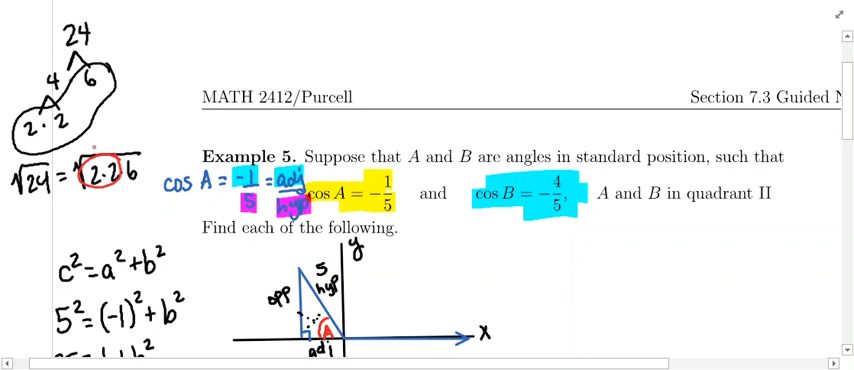 24
4 6
2 · 2
√24 = √2·2·6
MATH 2412/Purcell Section 7.3 Guided N
Example 5. Suppose that A and B are angles in standard position, such that
cos A = -1/5 = adj/hyp
cos A = −1/5 and cos B = −4/5, A and B in quadrant II
Find each of the following.
c² = a² + b²
5² = (-1)² + b²
y
5
hyp
opp
A
x
adj